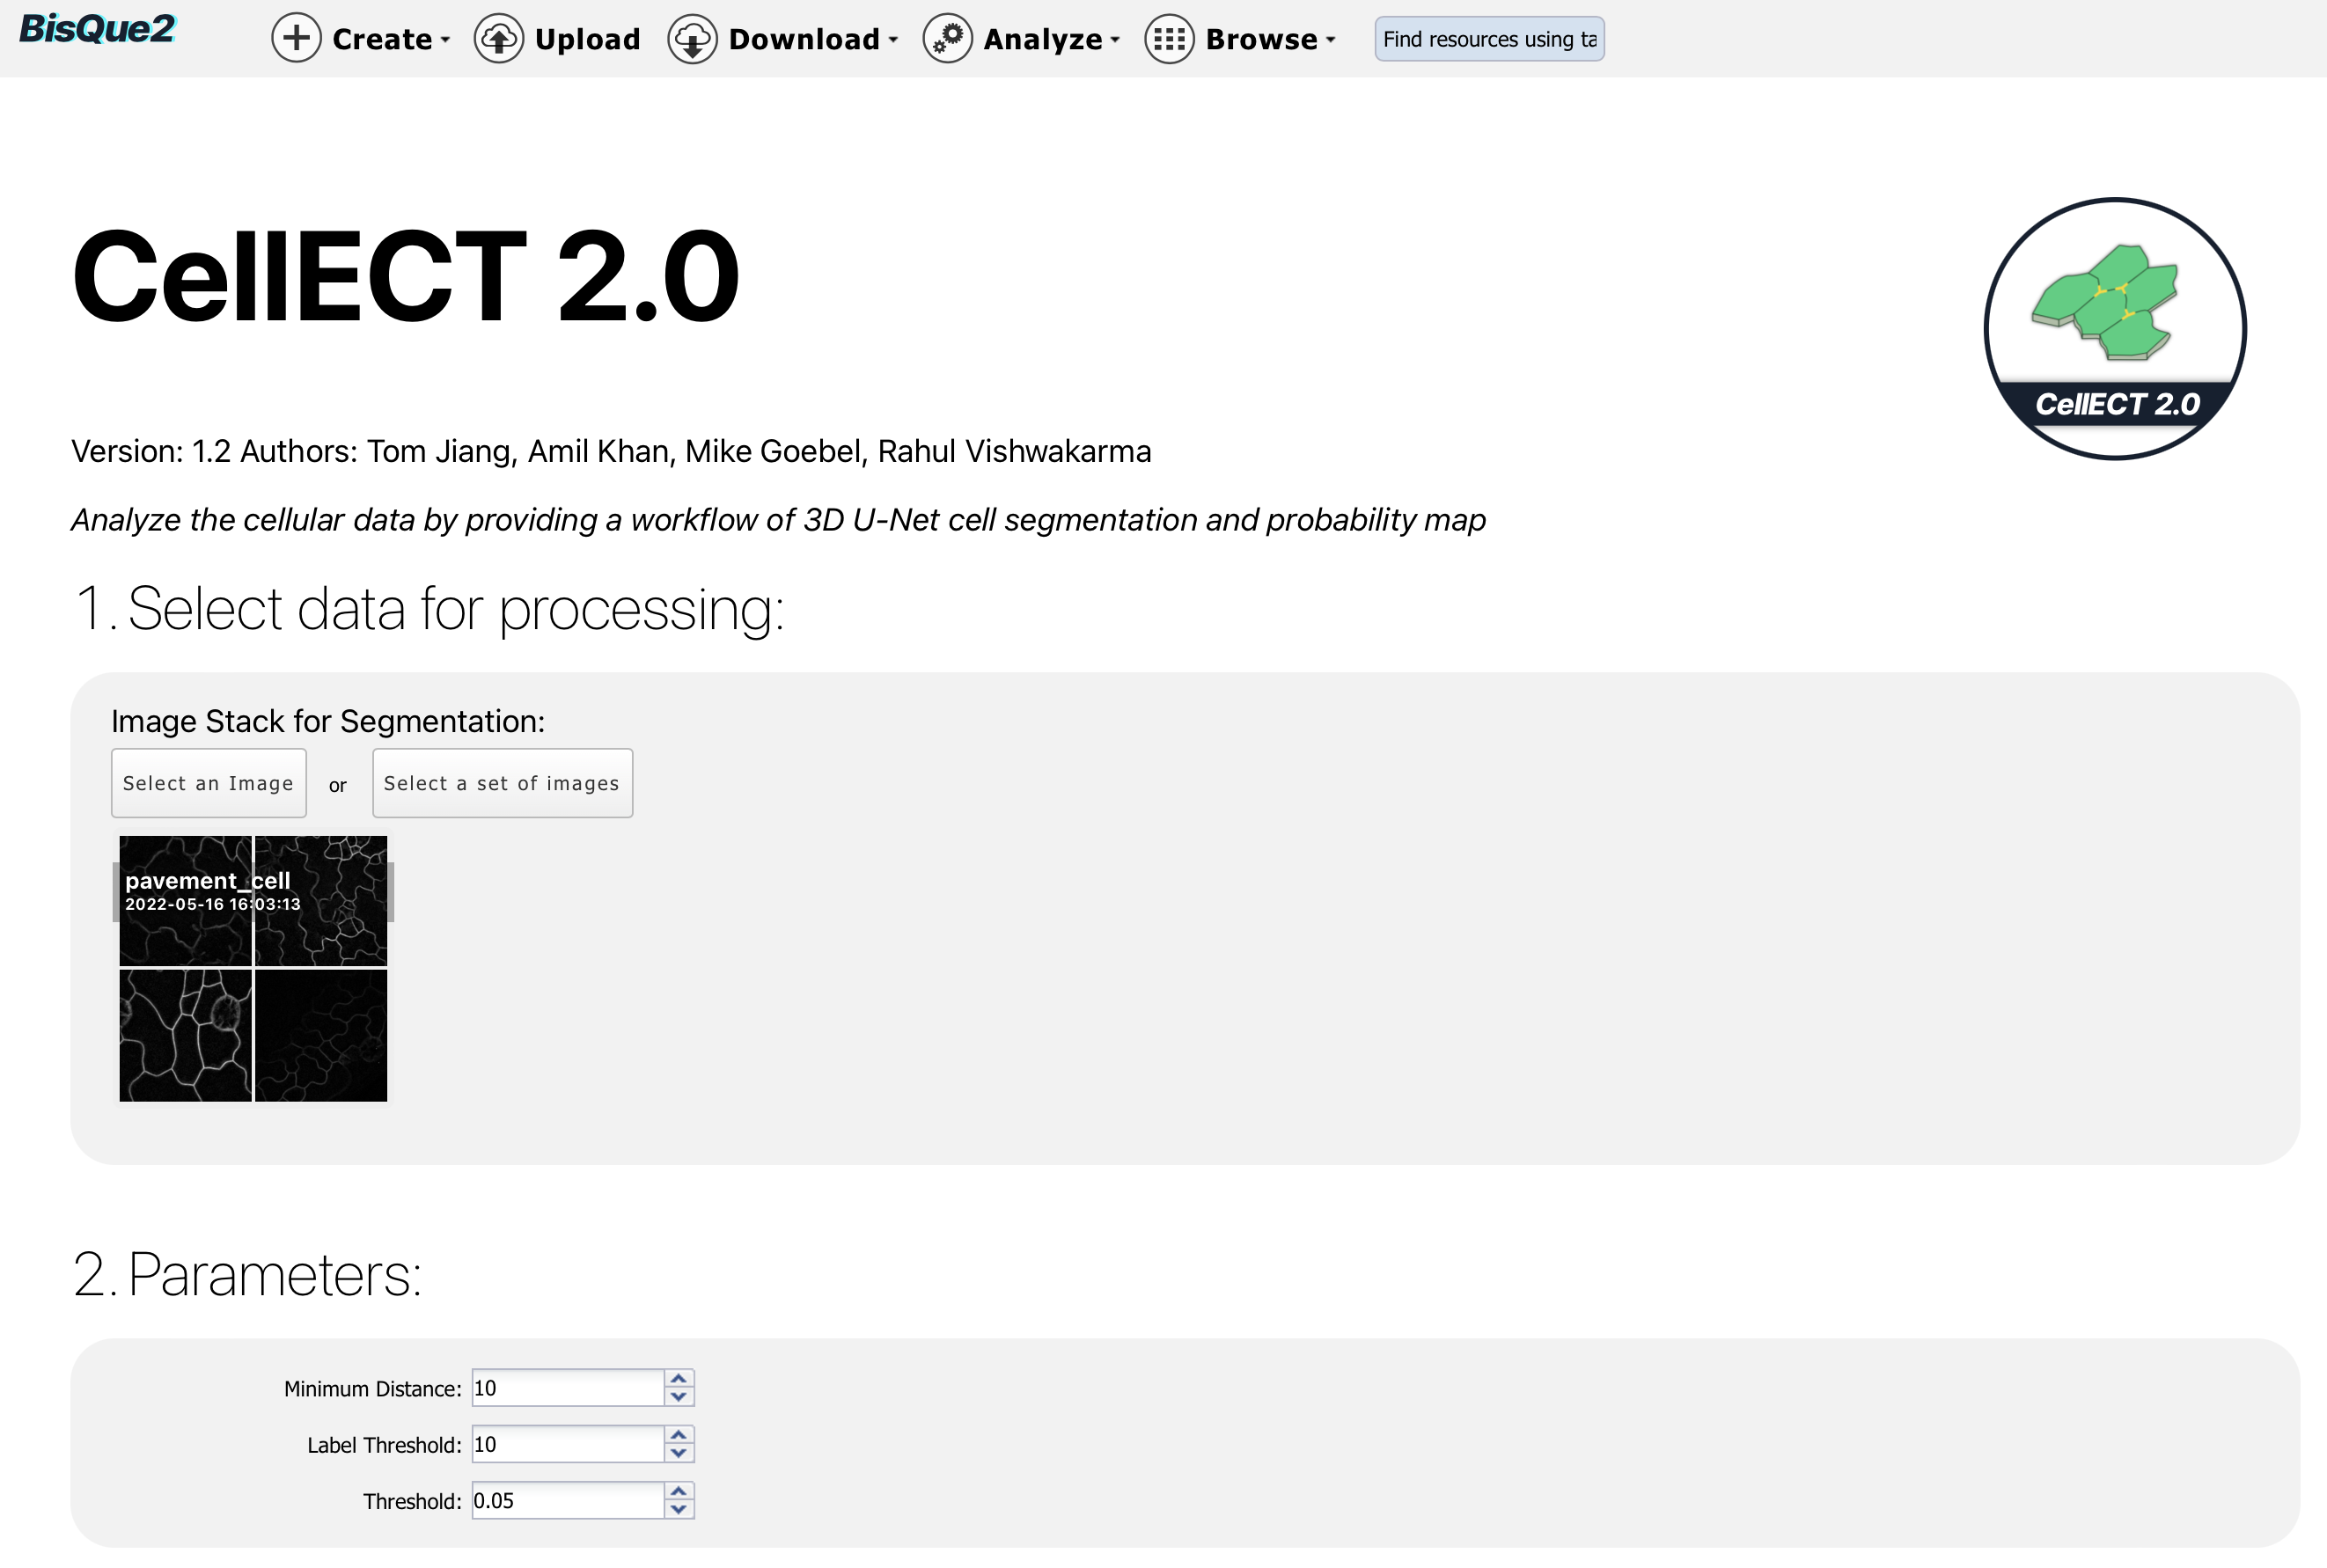 BisQue2 Create Upload Download Analyze Browse Find resources using ta
CellECT 2.0
CellECT 2.0
Version: 1.2 Authors: Tom Jiang, Amil Khan, Mike Goebel, Rahul Vishwakarma
Analyze the cellular data by providing a workflow of 3D U-Net cell segmentation and probability map
1. Select data for processing:
Image Stack for Segmentation:
Select an Image or Select a set of images
pavement_cell
2022-05-16 16:03:13
2. Parameters:
Minimum Distance: 10
Label Threshold: 10
Threshold: 0.05